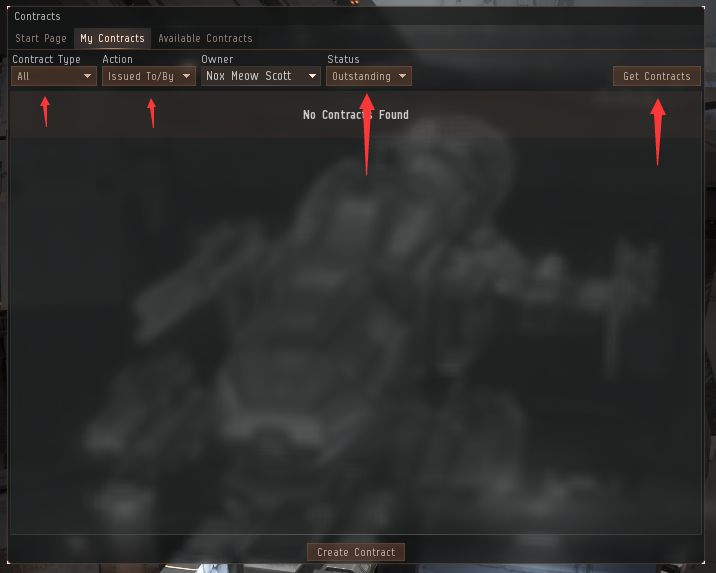 Contracts
Start Page My Contracts Available Contracts
Contract Type Action Owner Status
All Issued To/By Nox Meow Scott Outstanding Get Contracts
No Contracts Found
Create Contract